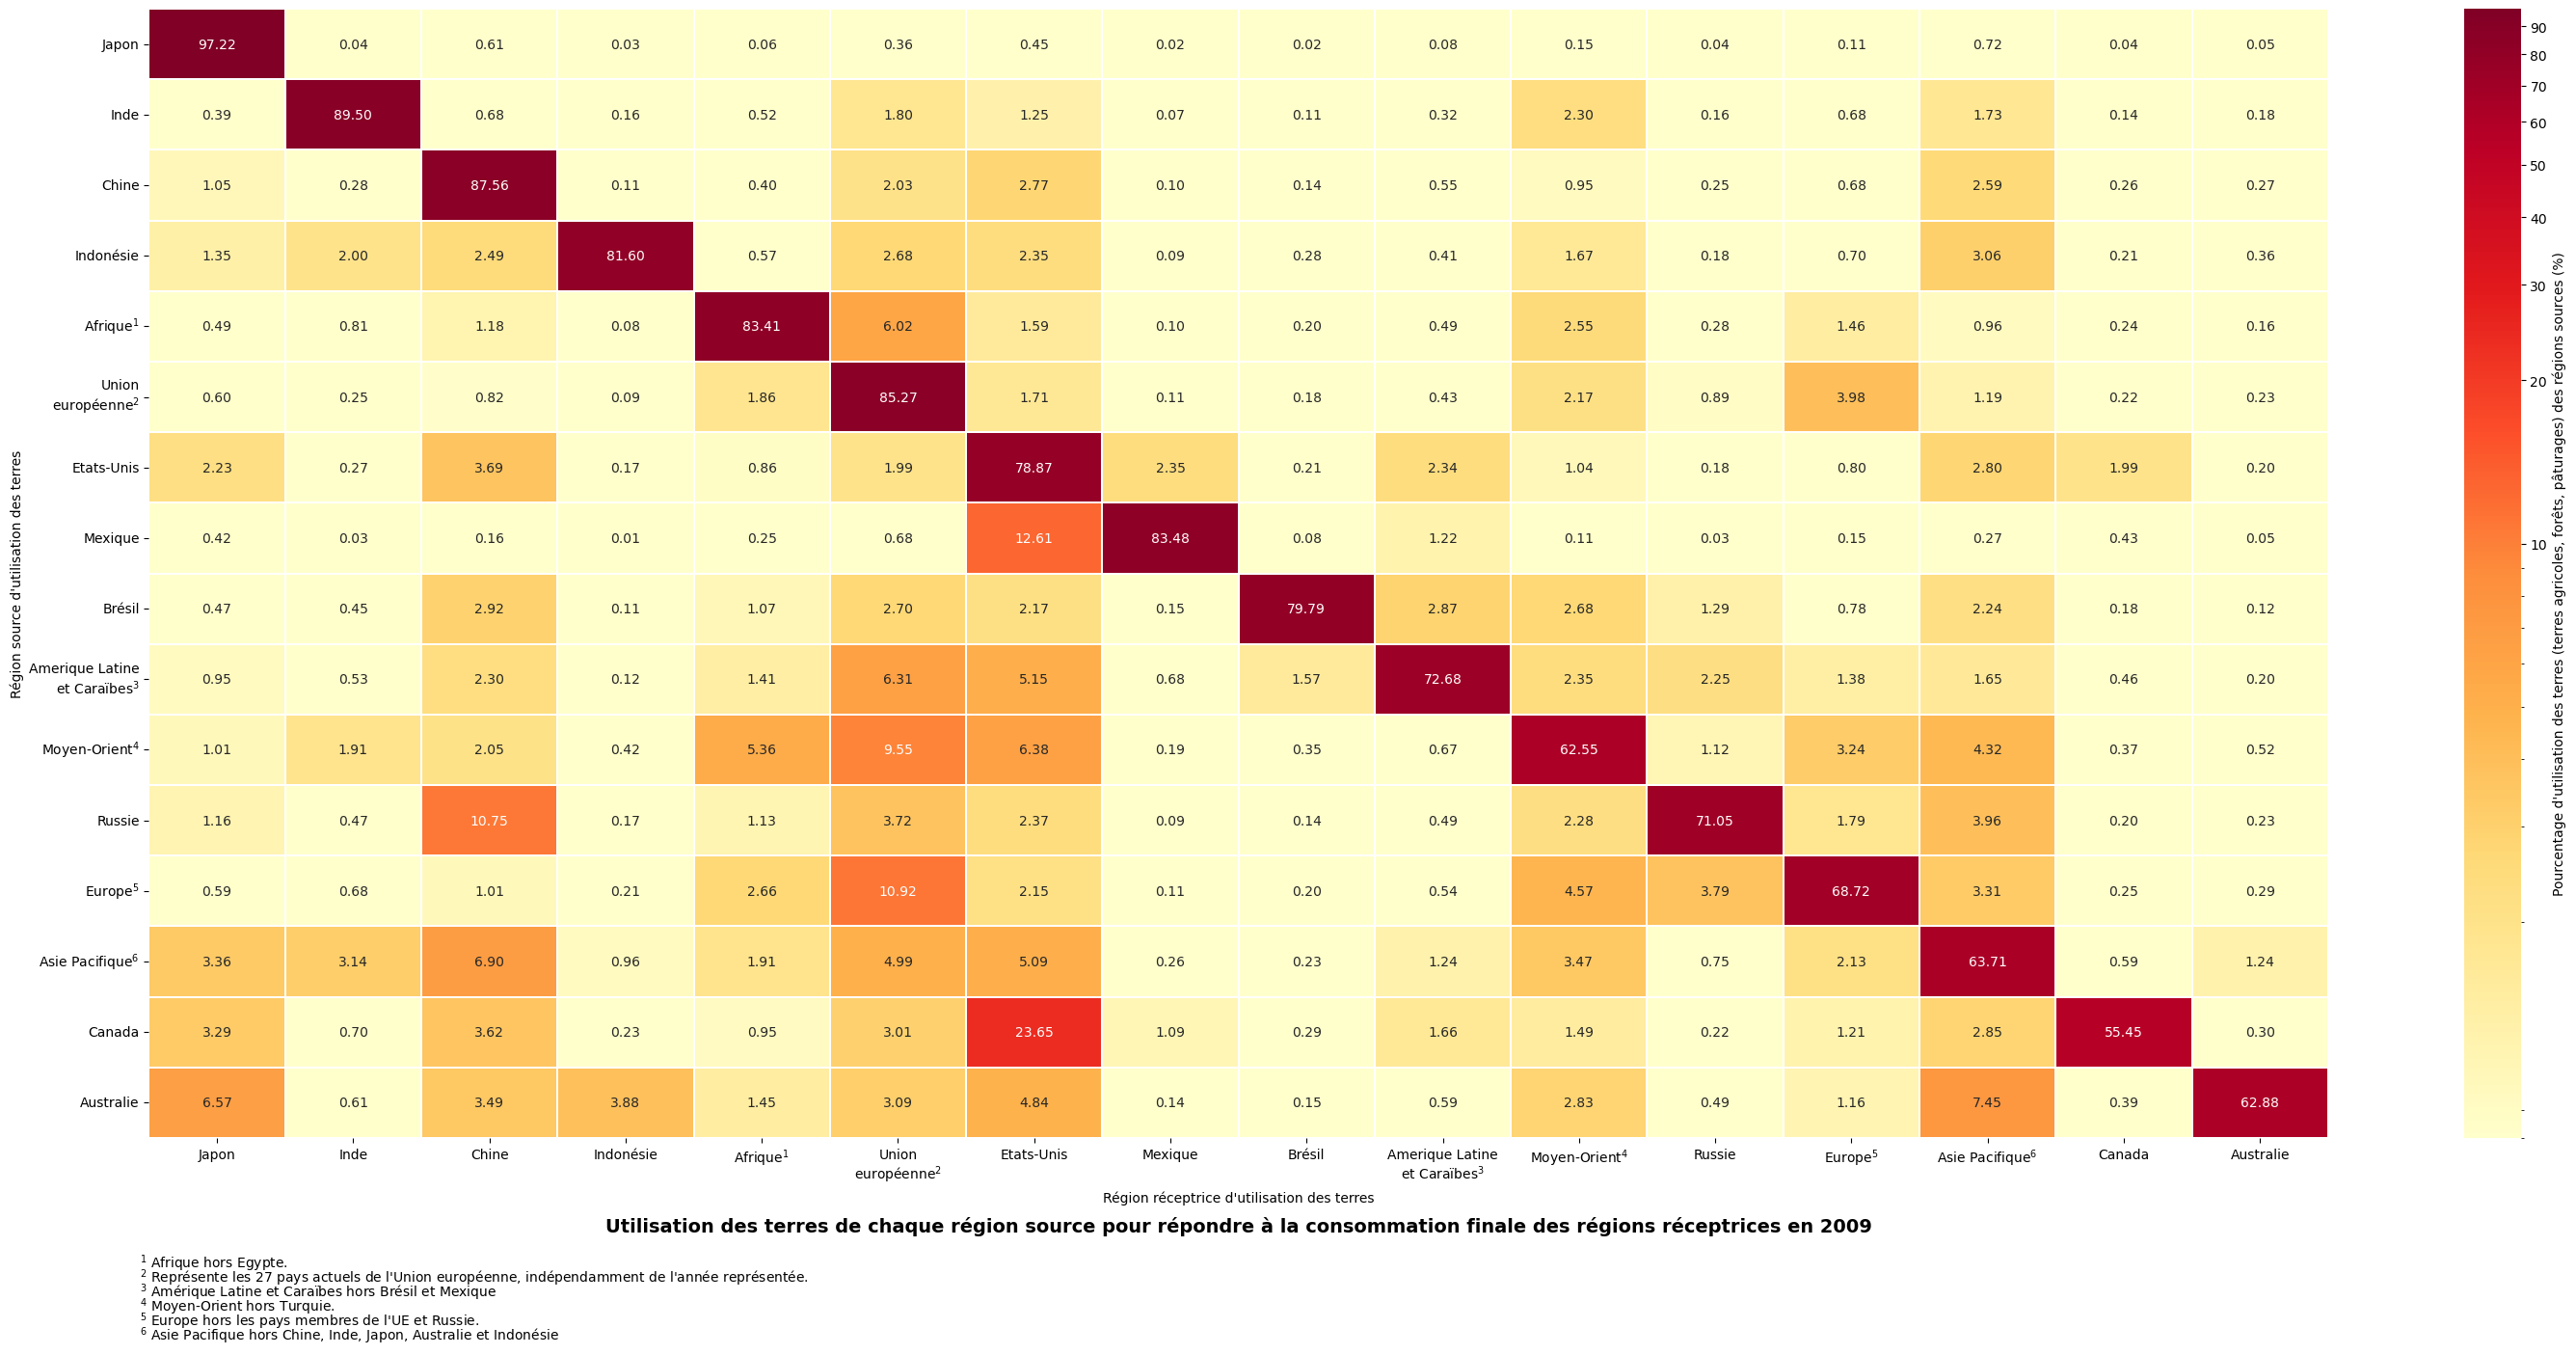 Japon 97.22 0.04 0.61 0.03 0.06 0.36 0.45 0.02 0.02 0.08 0.15 0.04 0.11 0.72 0.04 0.05
Inde 0.39 89.50 0.68 0.16 0.52 1.80 1.25 0.07 0.11 0.32 2.30 0.16 0.68 1.73 0.14 0.18
Chine 1.05 0.28 87.56 0.11 0.40 2.03 2.77 0.10 0.14 0.55 0.95 0.25 0.68 2.59 0.26 0.27
Indonésie 1.35 2.00 2.49 81.60 0.57 2.68 2.35 0.09 0.28 0.41 1.67 0.18 0.70 3.06 0.21 0.36
Afrique¹ 0.49 0.81 1.18 0.08 83.41 6.02 1.59 0.10 0.20 0.49 2.55 0.28 1.46 0.96 0.24 0.16
Union
européenne² 0.60 0.25 0.82 0.09 1.86 85.27 1.71 0.11 0.18 0.43 2.17 0.89 3.98 1.19 0.22 0.23
Etats-Unis 2.23 0.27 3.69 0.17 0.86 1.99 78.87 2.35 0.21 2.34 1.04 0.18 0.80 2.80 1.99 0.20
Mexique 0.42 0.03 0.16 0.01 0.25 0.68 12.61 83.48 0.08 1.22 0.11 0.03 0.15 0.27 0.43 0.05
Brésil 0.47 0.45 2.92 0.11 1.07 2.70 2.17 0.15 79.79 2.87 2.68 1.29 0.78 2.24 0.18 0.12
Amerique Latine
et Caraïbes³ 0.95 0.53 2.30 0.12 1.41 6.31 5.15 0.68 1.57 72.68 2.35 2.25 1.38 1.65 0.46 0.20
Moyen-Orient⁴ 1.01 1.91 2.05 0.42 5.36 9.55 6.38 0.19 0.35 0.67 62.55 1.12 3.24 4.32 0.37 0.52
Russie 1.16 0.47 10.75 0.17 1.13 3.72 2.37 0.09 0.14 0.49 2.28 71.05 1.79 3.96 0.20 0.23
Europe⁵ 0.59 0.68 1.01 0.21 2.66 10.92 2.15 0.11 0.20 0.54 4.57 3.79 68.72 3.31 0.25 0.29
Asie Pacifique⁶ 3.36 3.14 6.90 0.96 1.91 4.99 5.09 0.26 0.23 1.24 3.47 0.75 2.13 63.71 0.59 1.24
Canada 3.29 0.70 3.62 0.23 0.95 3.01 23.65 1.09 0.29 1.66 1.49 0.22 1.21 2.85 55.45 0.30
Australie 6.57 0.61 3.49 3.88 1.45 3.09 4.84 0.14 0.15 0.59 2.83 0.49 1.16 7.45 0.39 62.88
Région source d'utilisation des terres
Japon Inde Chine Indonésie Afrique¹ Union Etats-Unis Mexique Brésil Amerique Latine Moyen-Orient⁴ Russie Europe⁵ Asie Pacifique⁶ Canada Australie
européenne² et Caraïbes³
Région réceptrice d'utilisation des terres
90
80
70
60
50
40
30
20
10
Pourcentage d'utilisation des terres (terres agricoles, forêts, pâturages) des régions sources (%)
Utilisation des terres de chaque région source pour répondre à la consommation finale des régions réceptrices en 2009
¹ Afrique hors Egypte.
² Représente les 27 pays actuels de l'Union européenne, indépendamment de l'année représentée.
³ Amérique Latine et Caraïbes hors Brésil et Mexique
⁴ Moyen-Orient hors Turquie.
⁵ Europe hors les pays membres de l'UE et Russie.
⁶ Asie Pacifique hors Chine, Inde, Japon, Australie et Indonésie